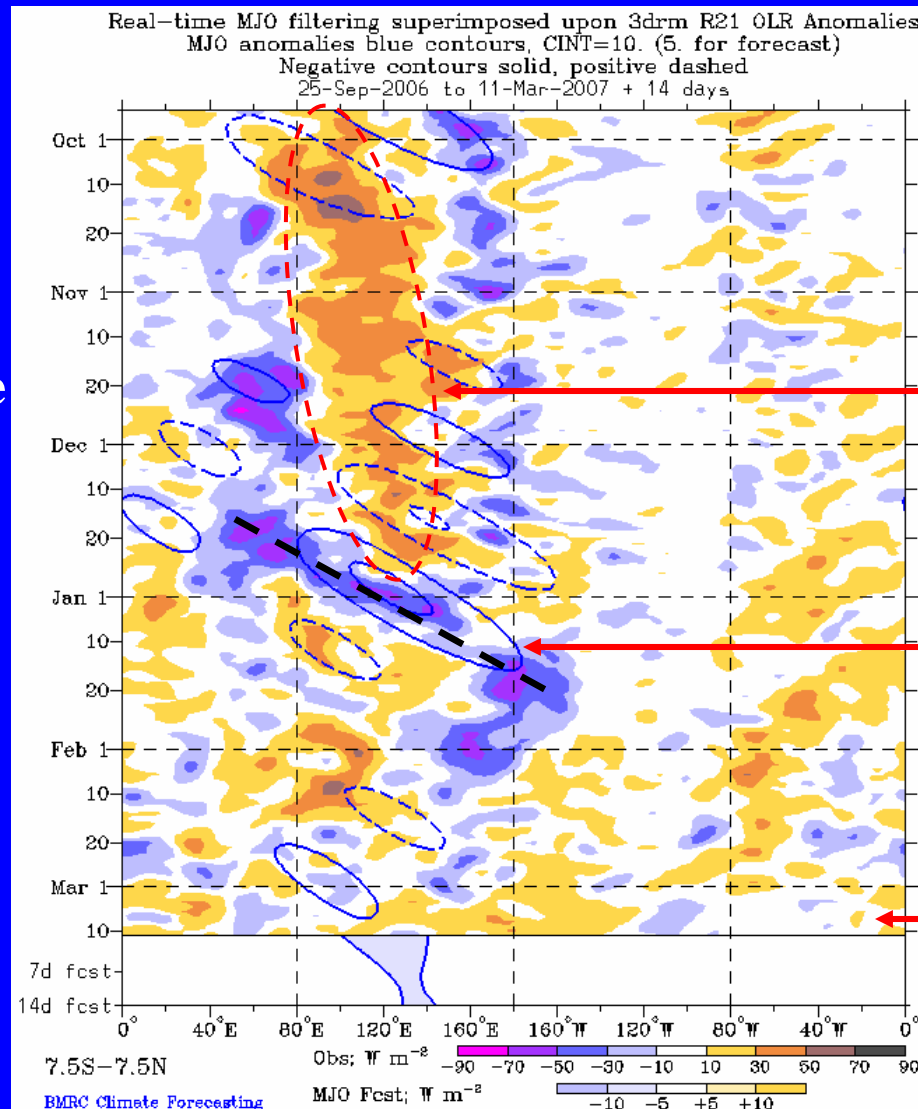 Real-time MJO filtering superimposed upon 3drm R21 OLR Anomalies
MJO anomalies blue contours, CINT=10. (5. for forecast)
Negative contours solid, positive dashed
25-Sep-2006 to 11-Mar-2007 + 14 days
Oct 1
10
20
Nov 1
10
20
e
Dec 1
10
20
Jan 1
10
20
Feb 1
10
20
Mar 1
10
7d fcst
14d fcst
0° 40°E 80°E 120°E 160°E 160°W 120°W 80°W 40°W 0°
7.5S-7.5N
Obs; W m⁻²
-90 -70 -50 -30 -10 10 30 50 70 90
BMRC Climate Forecasting
MJO Fcst; W m⁻²
-10 -5 +5 +10